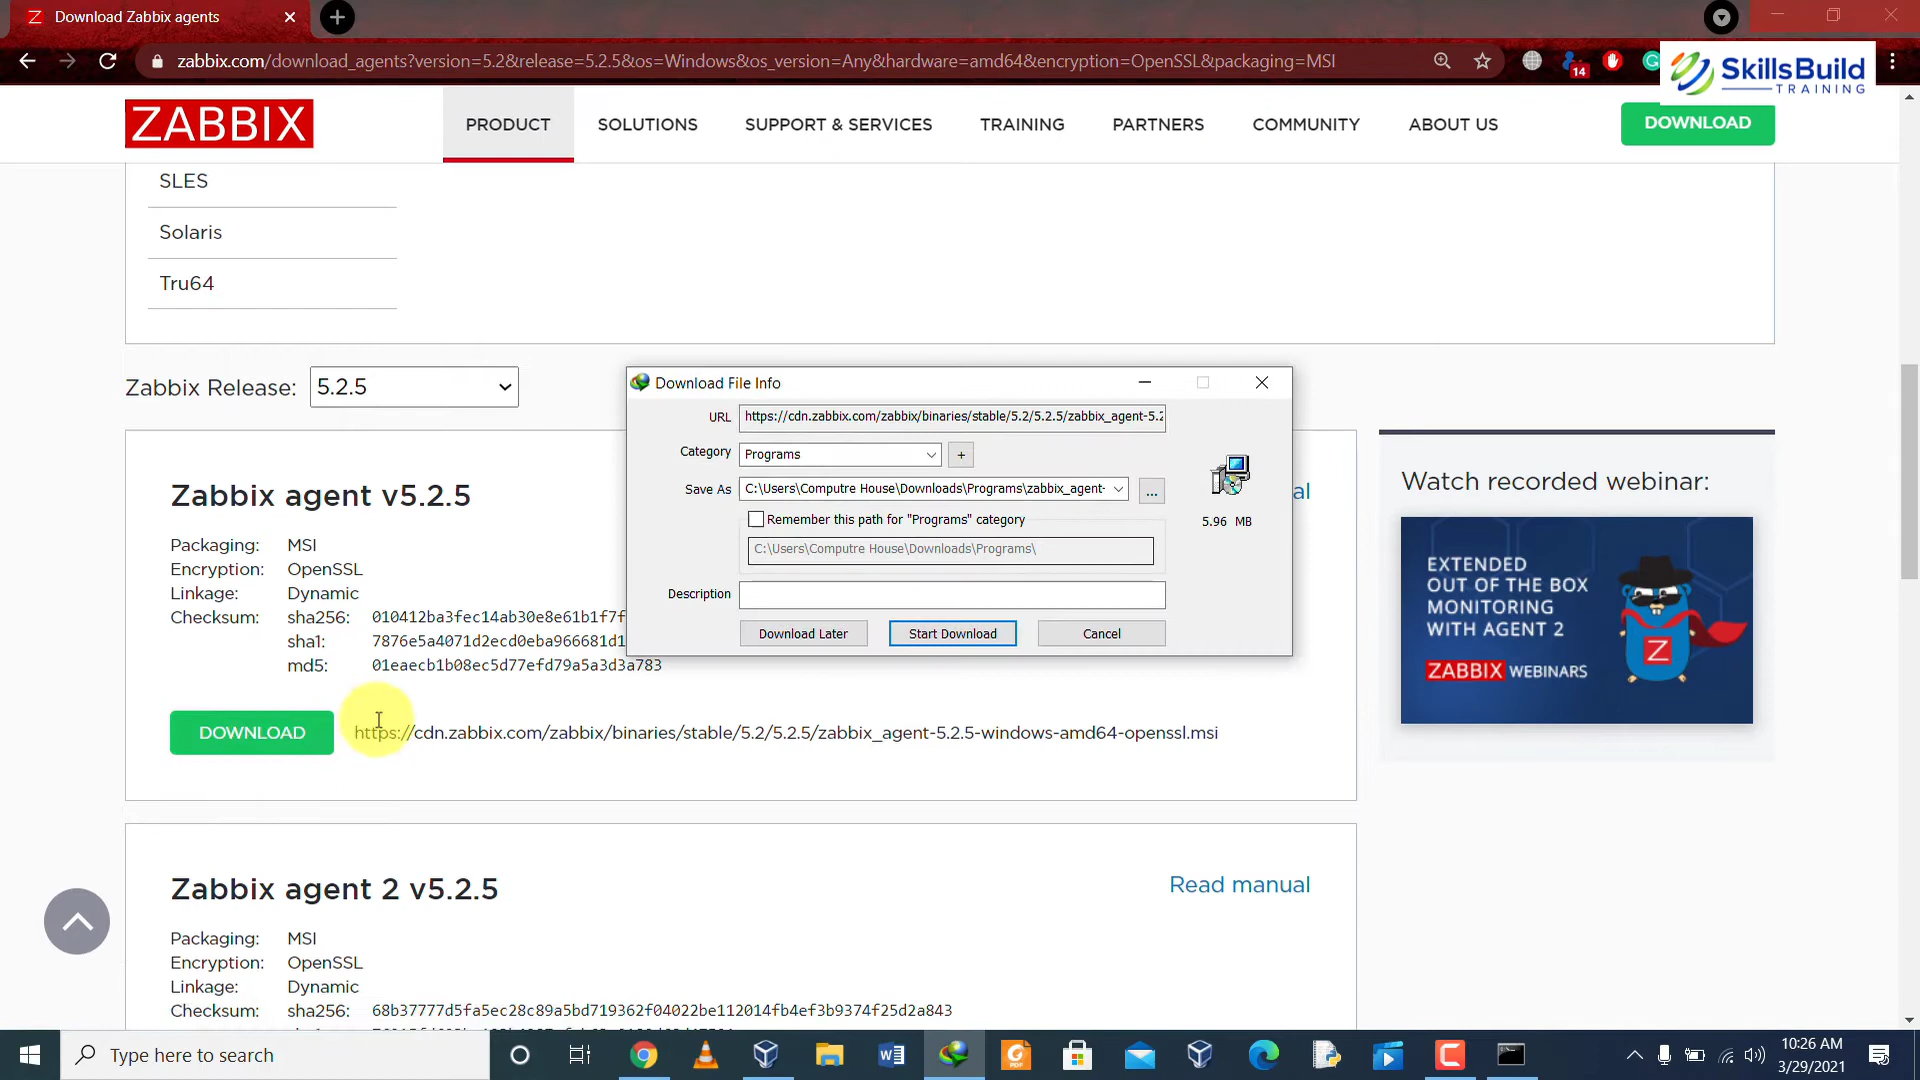 Download Zabbix agents
zabbix.com/download_agents?version=5.2&release=5.2.5&os=Windows&os_version=Any&hardware=amd64&encryption=OpenSSL&packaging=MSI
14
SkillsBuild
TRAINING
ZABBIX
PRODUCT
SOLUTIONS
SUPPORT & SERVICES
TRAINING
PARTNERS
COMMUNITY
ABOUT US
DOWNLOAD
SLES
Solaris
Tru64
Zabbix Release: 5.2.5
Download File Info
URL https://cdn.zabbix.com/zabbix/binaries/stable/5.2/5.2.5/zabbix_agent-5.2
Category Programs +
Save As C:\Users\Computre House\Downloads\Programs\zabbix_agent- ...
Remember this path for "Programs" category
C:\Users\Computre House\Downloads\Programs\
Description
Download Later Start Download Cancel
5.96 MB
Zabbix agent v5.2.5
al
Packaging: MSI
Encryption: OpenSSL
Linkage: Dynamic
Checksum: sha256: 010412ba3fec14ab30e8e61b1f7f
sha1: 7876e5a4071d2ecd0eba966681d1
md5: 01eaecb1b08ec5d77efd79a5a3d3a783
DOWNLOAD https://cdn.zabbix.com/zabbix/binaries/stable/5.2/5.2.5/zabbix_agent-5.2.5-windows-amd64-openssl.msi
Watch recorded webinar:
EXTENDED
OUT OF THE BOX
MONITORING
WITH AGENT 2
ZABBIX WEBINARS
Z
Zabbix agent 2 v5.2.5
Read manual
Packaging: MSI
Encryption: OpenSSL
Linkage: Dynamic
Checksum: sha256: 68b37777d5fa5ec28c89a5bd719362f04022be112014fb4ef3b9374f25d2a843
Type here to search
10:26 AM
3/29/2021